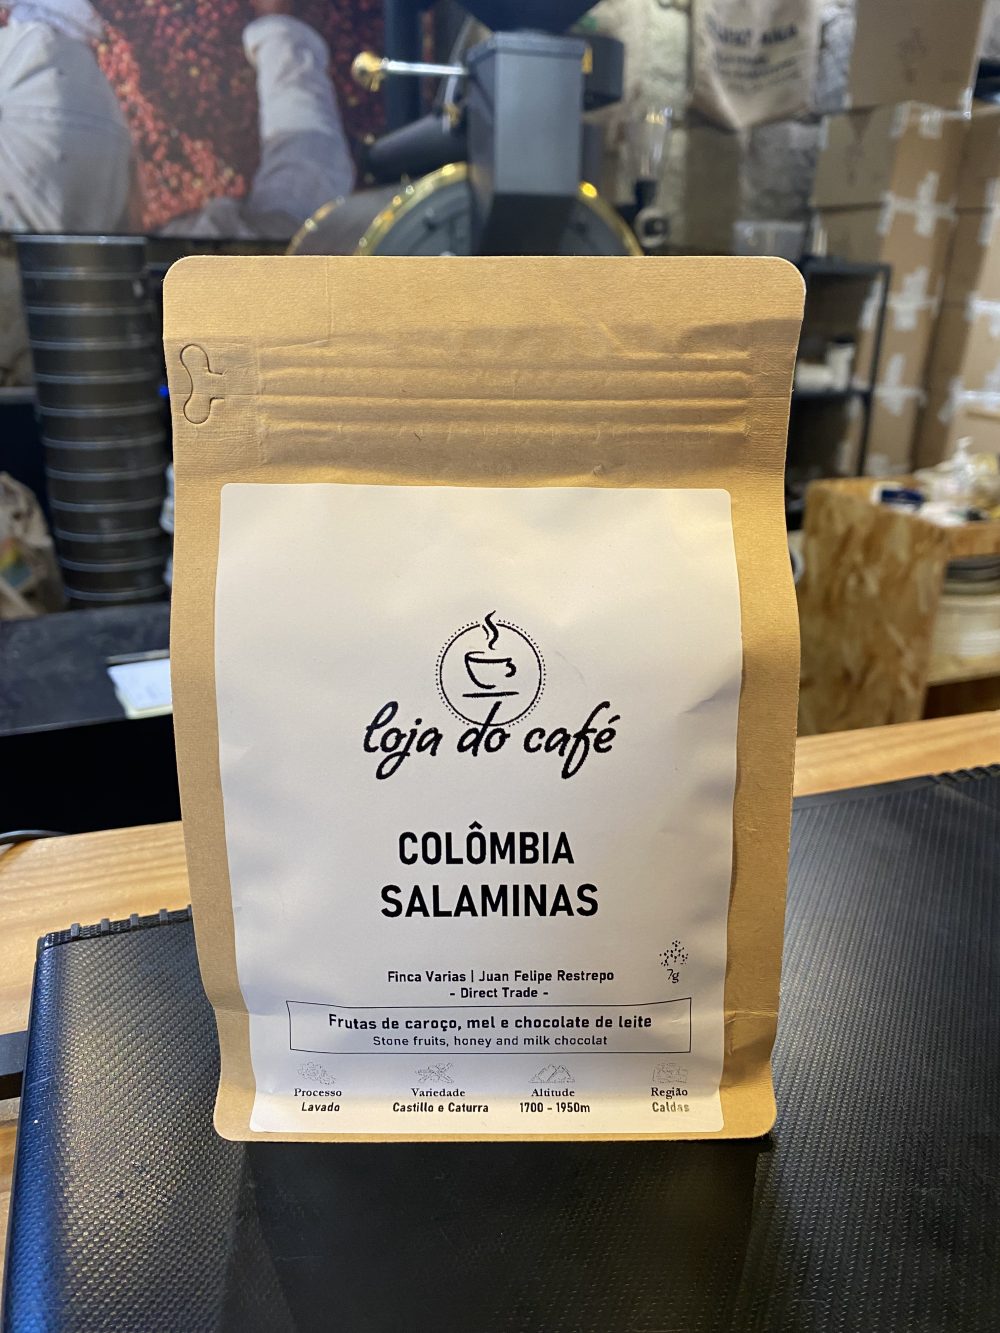 loja do café
COLÔMBIA
SALAMINAS
7g
Finca Varias | Juan Felipe Restrepo
- Direct Trade -
Frutas de caroço, mel e chocolate de leite
Stone fruits, honey and milk chocolat
Processo Variedade Altitude Região
Lavado Castillo e Caturra 1700 - 1950m Caldas